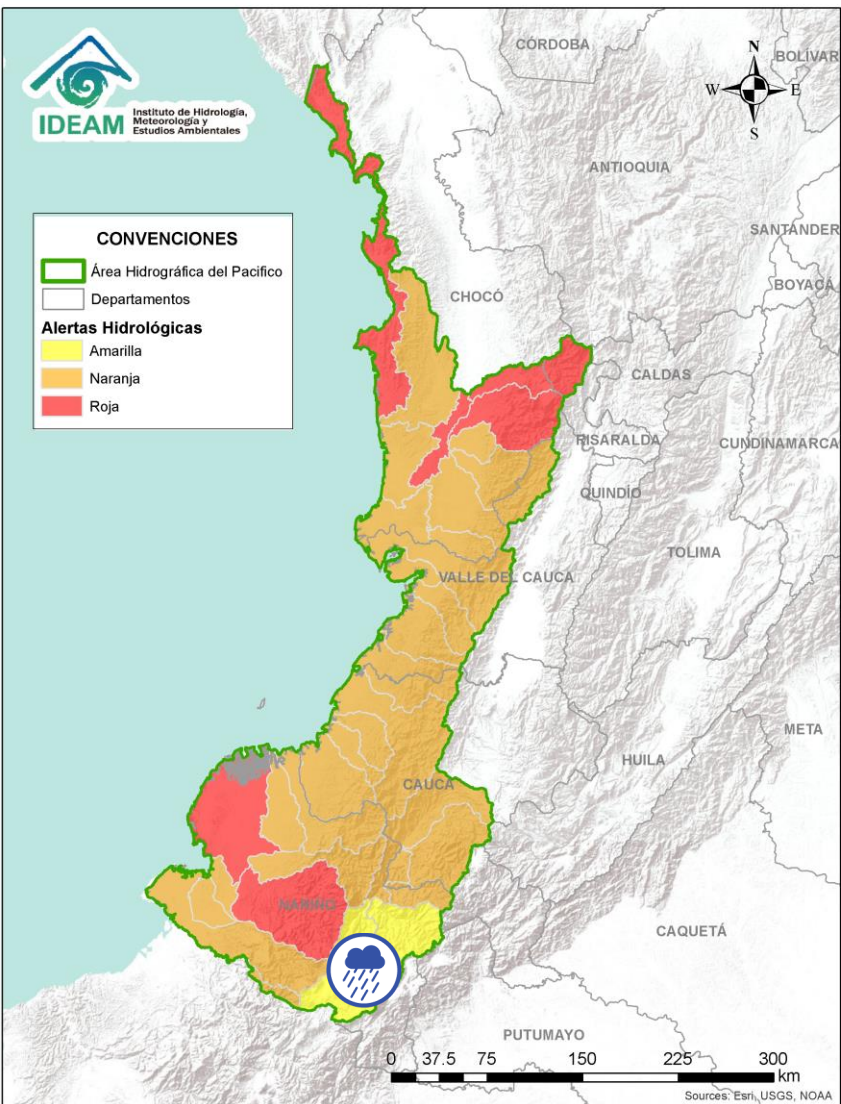 IDEAM
Instituto de Hidrología,
Meteorología y
Estudios Ambientales
CÓRDOBA
BOLÍVAR
N
W
E
S
ANTIOQUIA
SANTANDER
BOYACÁ
CONVENCIONES
Área Hidrográfica del Pacifico
Departamentos
Alertas Hidrológicas
Amarilla
Naranja
Roja
CHOCÓ
CALDAS
RISARALDA
CUNDINAMARCA
QUINDÍO
TOLIMA
VALLE DEL CAUCA
META
HUILA
CAUCA
NARIÑO
CAQUETÁ
PUTUMAYO
0 37.5 75 150 225 300
km
Sources: Esri, USGS, NOAA